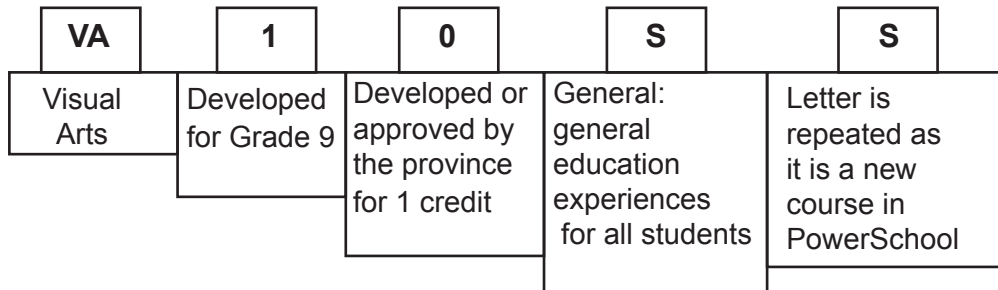 VA
1
0
S
S
Visual
Arts
Developed
for Grade 9
Developed or
approved by
the province
for 1 credit
General:
general
education
experiences
for all students
Letter is
repeated as
it is a new
course in
PowerSchool